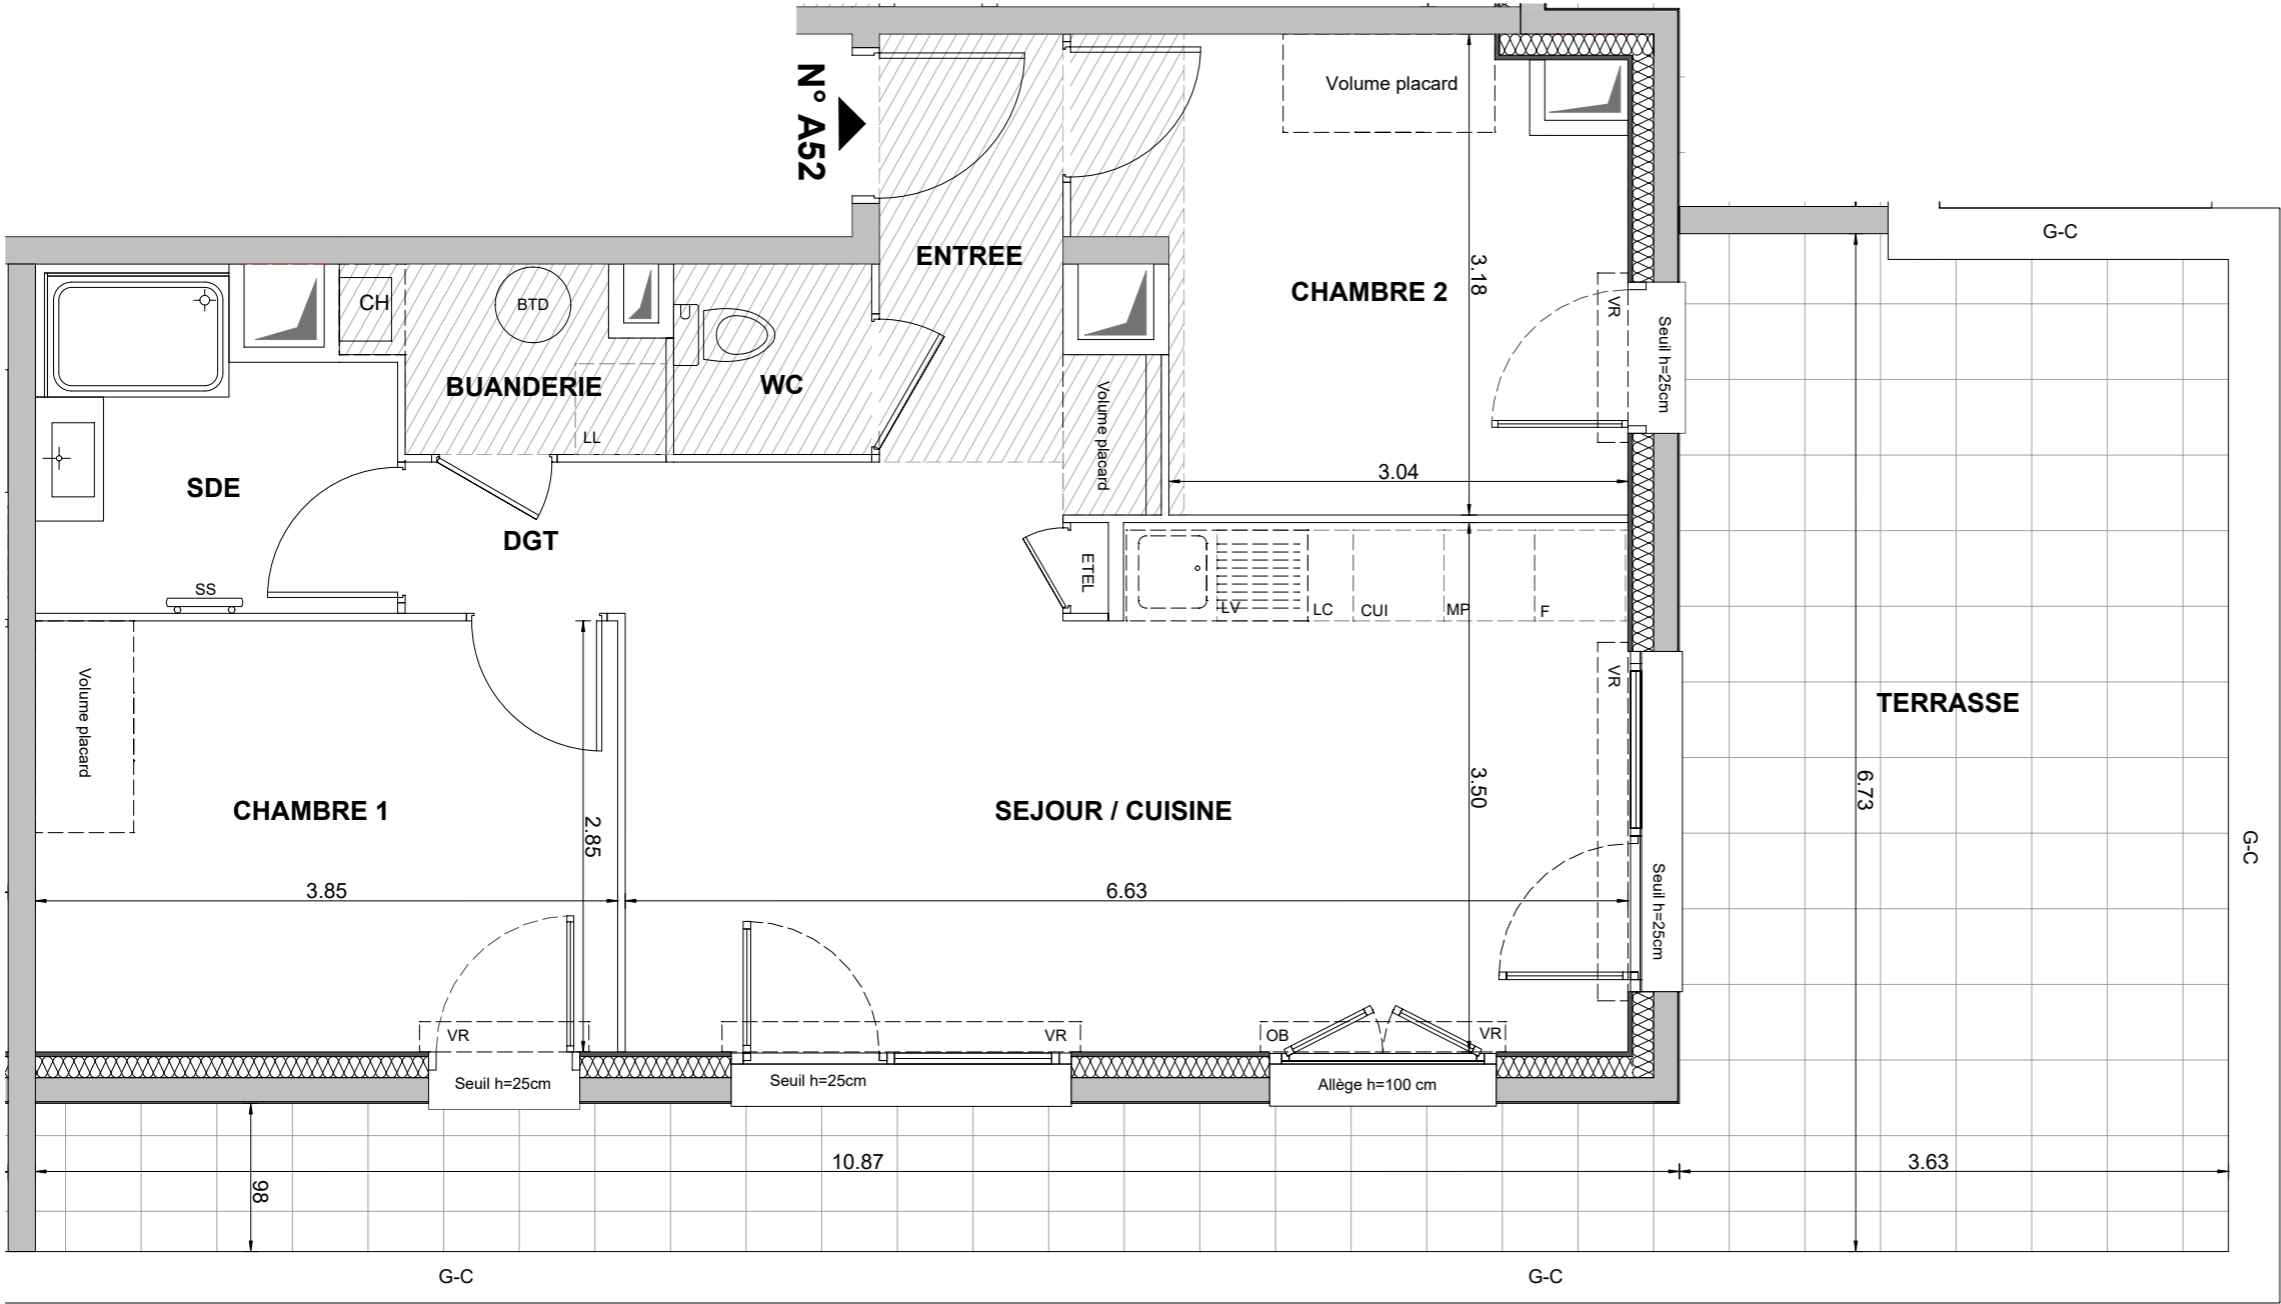 N° A52
Volume placard
G-C
ENTREE
3.18
CHAMBRE 2
VR
Seuil h=25cm
CH
BTD
BUANDERIE
WC
LL
Volume placard
3.04
SDE
DGT
SS
ETEL
LV
LC
CUI
MP
F
VR
TERRASSE
Volume placard
CHAMBRE 1
2.85
SEJOUR / CUISINE
3.50
6.73
G-C
3.85
6.63
Seuil h=25cm
VR
VR
OB
VR
Seuil h=25cm
Seuil h=25cm
Allège h=100 cm
98
10.87
3.63
G-C
G-C